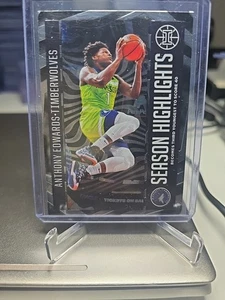 ANTHONY EDWARDS • TIMBERWOLVES
SEASON HIGHLIGHTS
BECOMES THIRD YOUNGEST TO SCORE 40